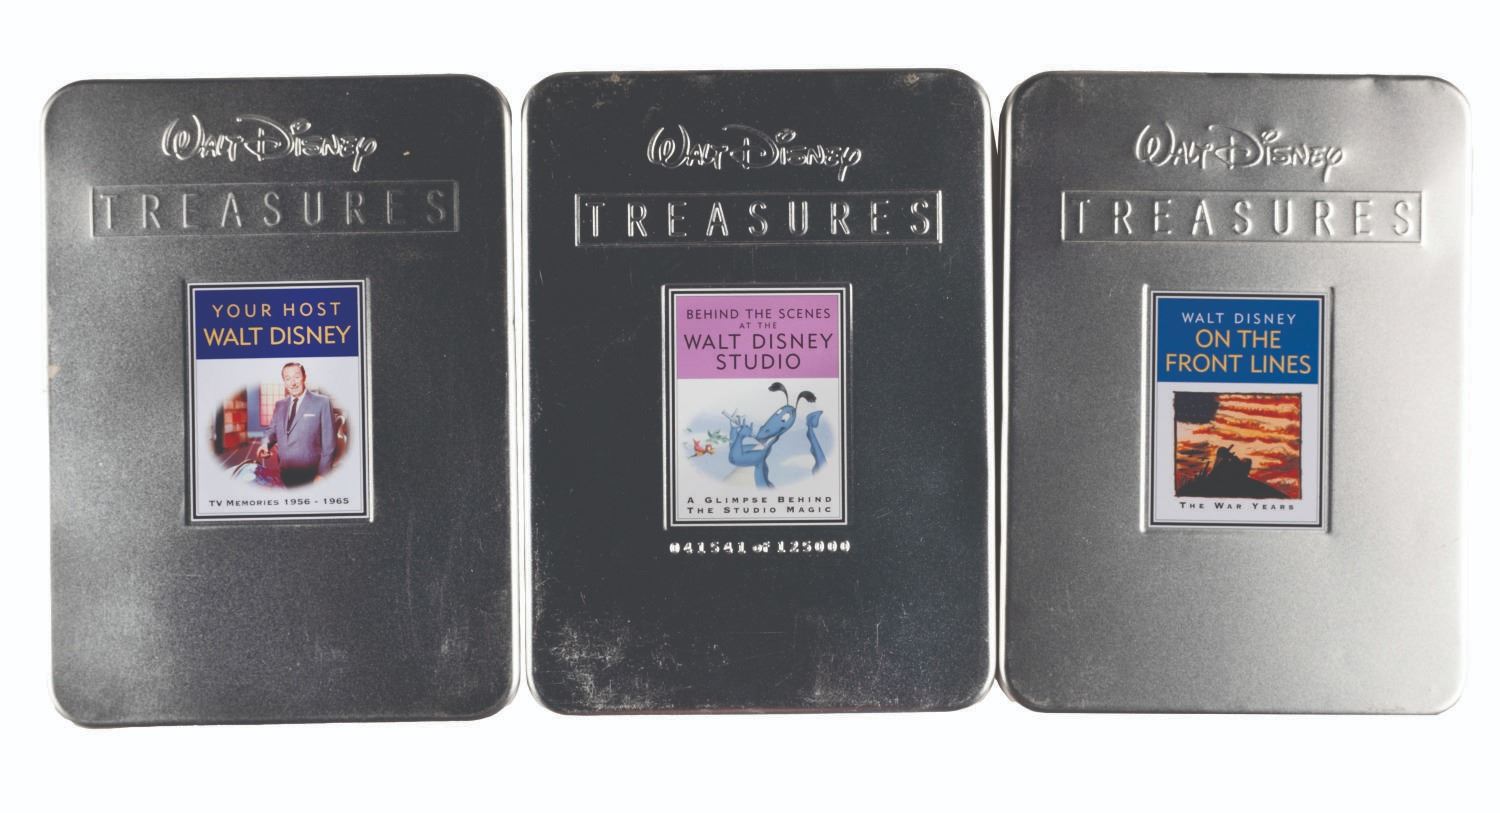 WALT DISNEY
TREASURES
YOUR HOST
WALT DISNEY
TV MEMORIES 1956 - 1965
WALT DISNEY
TREASURES
BEHIND THE SCENES
AT THE
WALT DISNEY
STUDIO
A GLIMPSE BEHIND
THE STUDIO MAGIC
041541 of 125000
WALT DISNEY
TREASURES
WALT DISNEY
ON THE
FRONT LINES
THE WAR YEARS